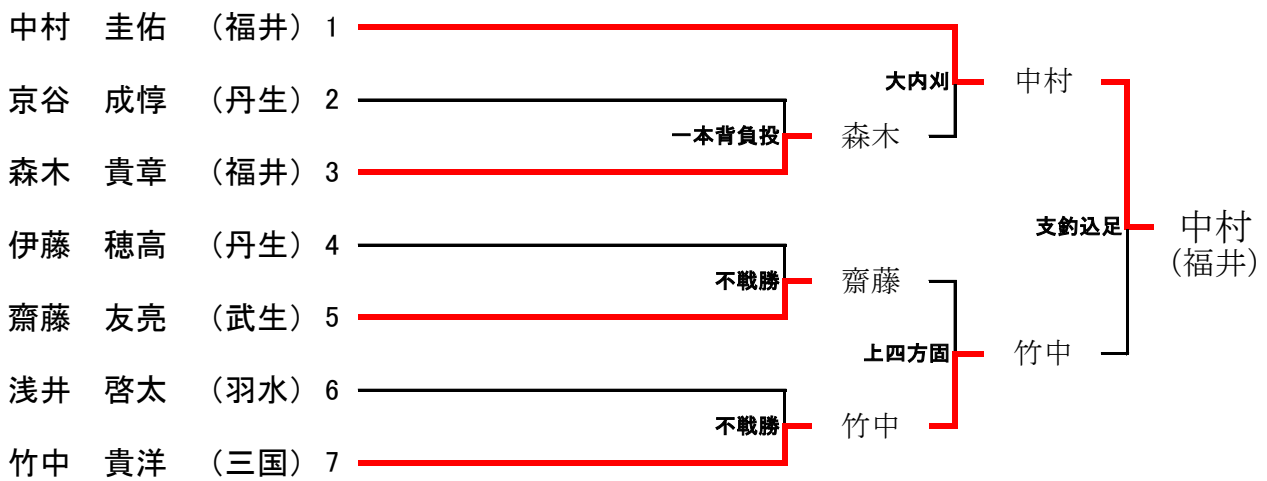 中村 圭佑 （福井） 1
大内刈 中村
京谷 成惇 （丹生） 2
一本背負投 森木
森木 貴章 （福井） 3
支釣込足 中村
（福井）
伊藤 穂高 （丹生） 4
不戦勝 齋藤
齋藤 友亮 （武生） 5
上四方固 竹中
浅井 啓太 （羽水） 6
不戦勝 竹中
竹中 貴洋 （三国） 7